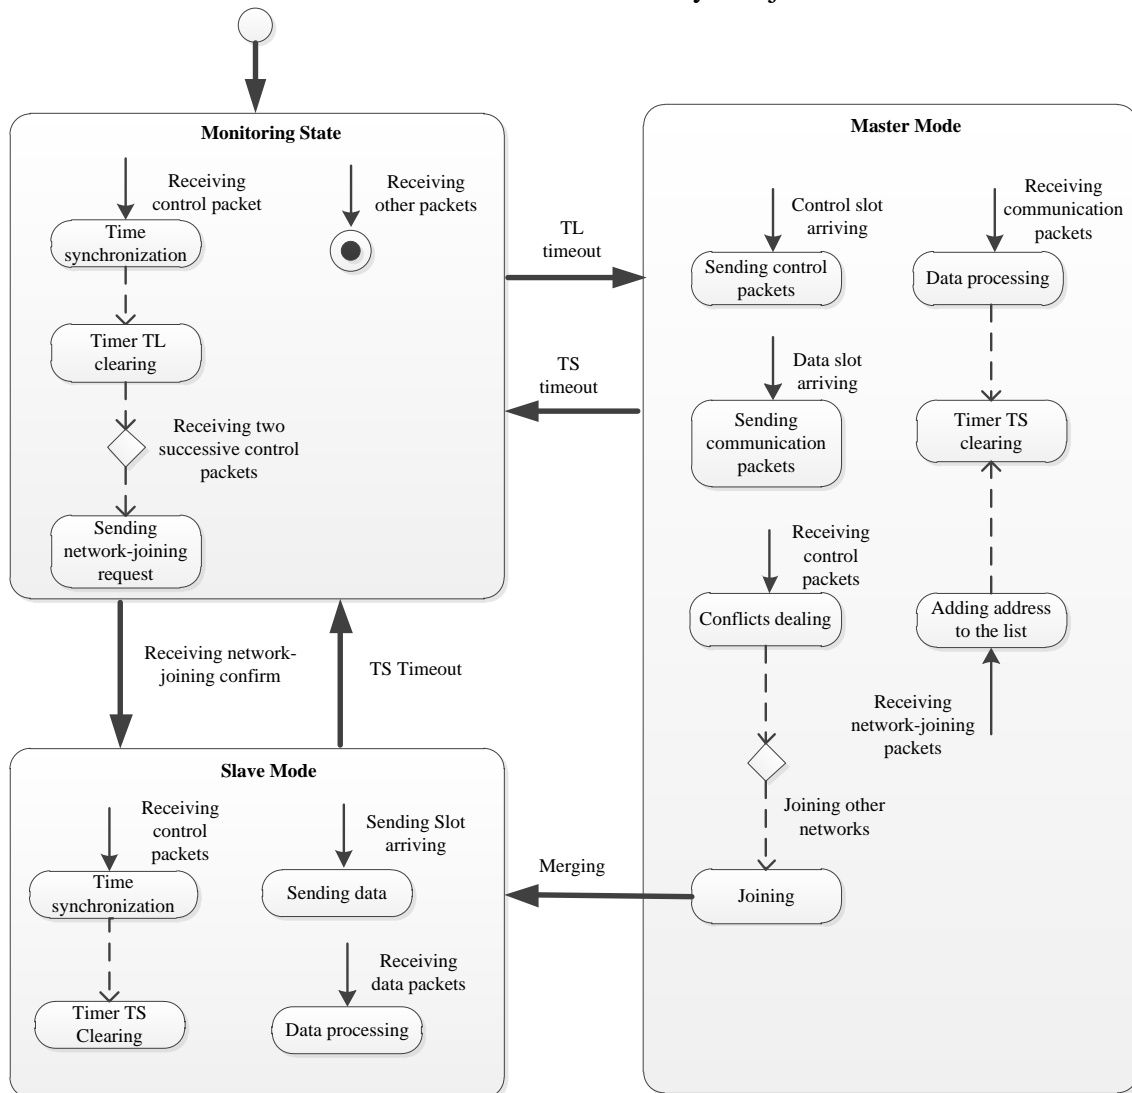 Monitoring State
Receiving
control packet
Receiving
other packets
Time
synchronization
Timer TL
clearing
Receiving two
successive control
packets
Sending
network-joining
request
TL
timeout
TS
timeout
Master Mode
Control slot
arriving
Sending control
packets
Data slot
arriving
Sending
communication
packets
Receiving
control
packets
Conflicts dealing
Joining other
networks
Joining
Receiving
communication
packets
Data processing
Timer TS
clearing
Adding address
to the list
Receiving
network-joining
packets
Receiving network-
joining confirm
TS Timeout
Merging
Slave Mode
Receiving
control
packets
Time
synchronization
Timer TS
Clearing
Sending Slot
arriving
Sending data
Receiving
data packets
Data processing